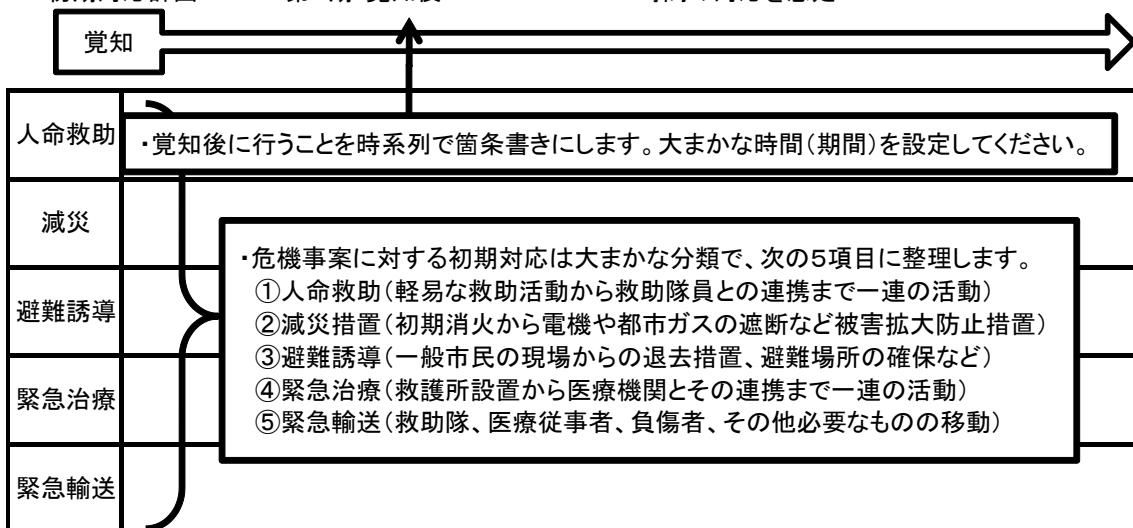 覚知
人命救助
・覚知後に行うことを時系列で箇条書きにします。大まかな時間(期間)を設定してください。
減災
・危機事案に対する初期対応は大まかな分類で、次の5項目に整理します。
①人命救助(軽易な救助活動から救助隊員との連携まで一連の活動)
②減災措置(初期消火から電機や都市ガスの遮断など被害拡大防止措置)
避難誘導
③避難誘導(一般市民の現場からの退去措置、避難場所の確保など)
④緊急治療(救護所設置から医療機関とその連携まで一連の活動)
緊急治療
⑤緊急輸送(救助隊、医療従事者、負傷者、その他必要なものの移動)
緊急輸送